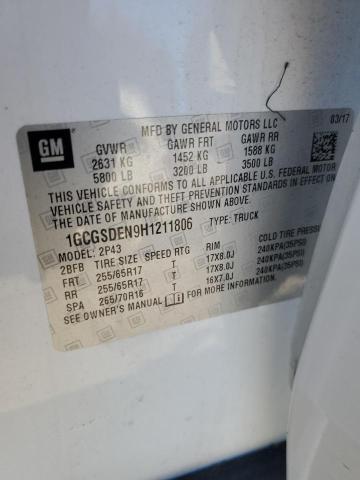 GM
MFD BY GENERAL MOTORS LLC 03/17
GVWR GAWR FRT GAWR RR
2631 KG 1452 KG 1588 KG
5800 LB 3200 LB 3500 LB
THIS VEHICLE CONFORMS TO ALL APPLICABLE U.S. FEDERAL MOTOR
VEHICLE SAFETY STANDARDS IN EFFECT ON
THE DATE OF MANUFACTURE SHOWN ABOVE.
1GCGSDEN9H1211806 TYPE: TRUCK
MODEL: 2P43
2BFB TIRE SIZE SPEED RTG RIM COLD TIRE PRESSURE
FRT 255/65R17 T 17X8.0J 240KPA(35PSI)
RR 255/65R17 T 17X8.0J 240KPA(35PSI)
SPA 265/70R16 T 16X7.0J 240KPA(35PSI)
SEE OWNER'S MANUAL FOR MORE INFORMATION.